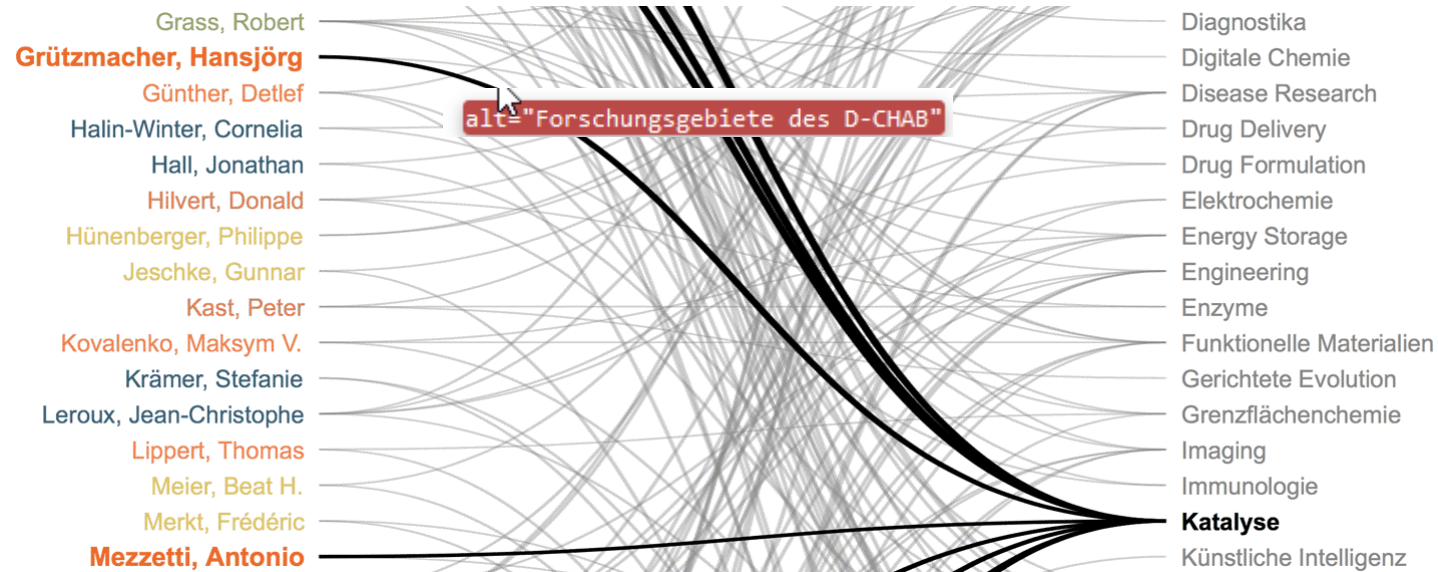 Grass, Robert
Grützmacher, Hansjörg
Günther, Detlef
Halin-Winter, Cornelia
Hall, Jonathan
Hilvert, Donald
Hünenberger, Philippe
Jeschke, Gunnar
Kast, Peter
Kovalenko, Maksym V.
Krämer, Stefanie
Leroux, Jean-Christophe
Lippert, Thomas
Meier, Beat H.
Merkt, Frédéric
Mezzetti, Antonio
alt="Forschungsgebiete des D-CHAB"
Diagnostika
Digitale Chemie
Disease Research
Drug Delivery
Drug Formulation
Elektrochemie
Energy Storage
Engineering
Enzyme
Funktionelle Materialien
Gerichtete Evolution
Grenzflächenchemie
Imaging
Immunologie
Katalyse
Künstliche Intelligenz